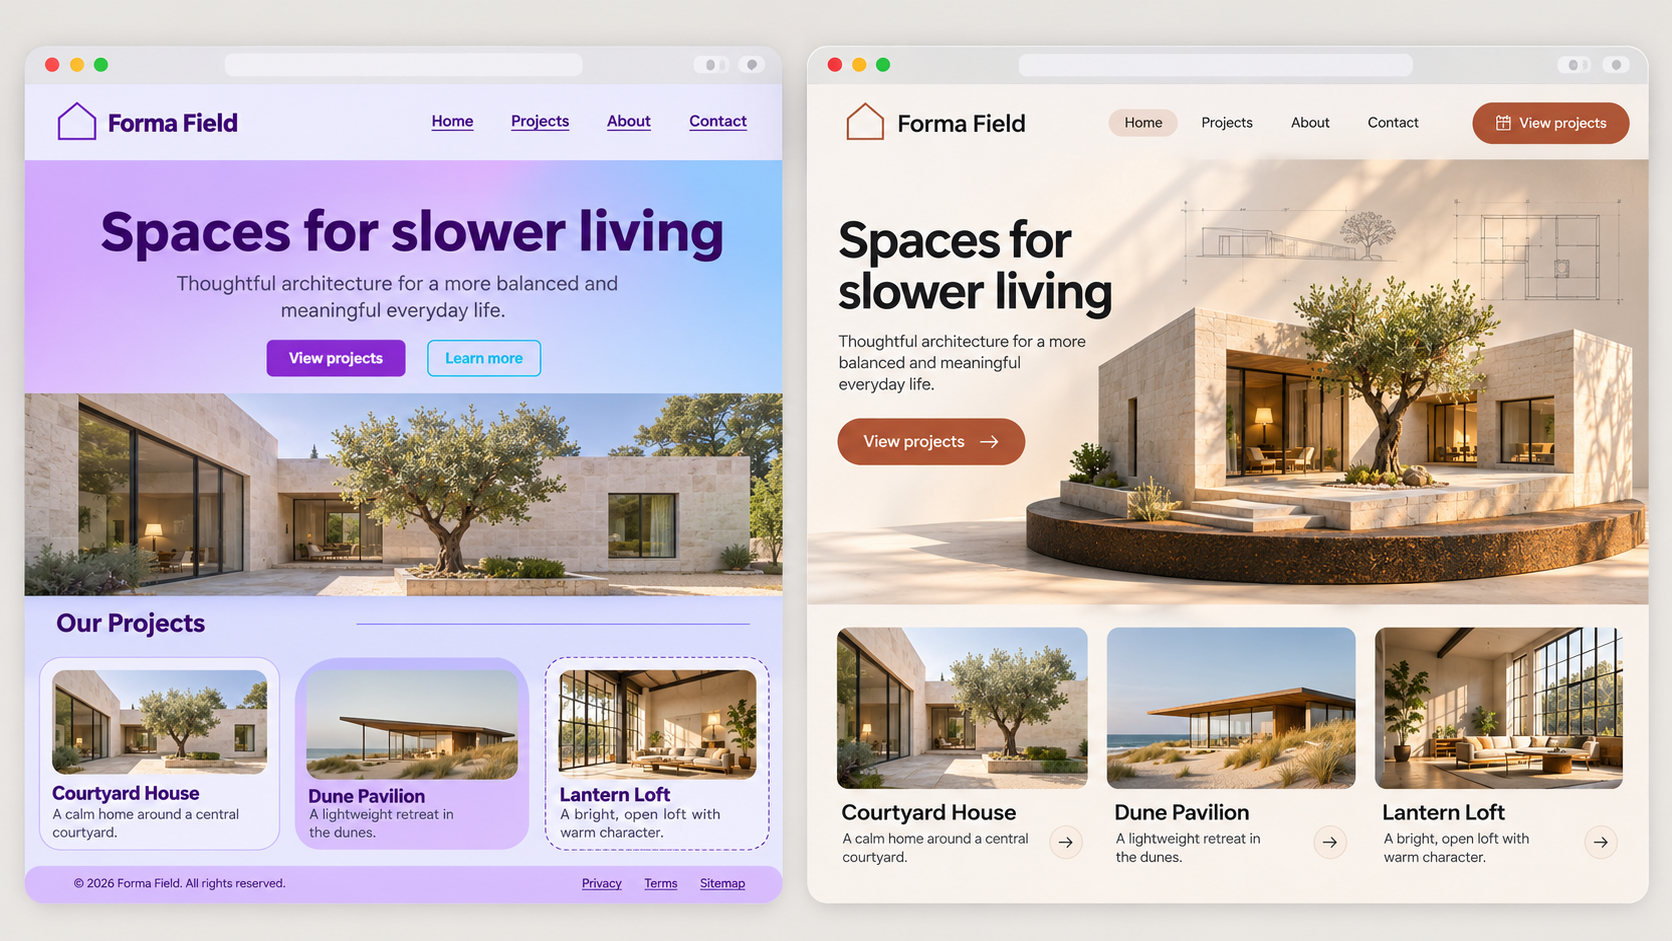 Forma Field
Home
Projects
About
Contact
Spaces for slower living
Thoughtful architecture for a more balanced and
meaningful everyday life.
View projects
Learn more
Our Projects
Courtyard House
A calm home around a central
courtyard.
Dune Pavilion
A lightweight retreat in
the dunes.
Lantern Loft
A bright, open loft with
warm character.
© 2026 Forma Field. All rights reserved.
Privacy
Terms
Sitemap
Forma Field
Home
Projects
About
Contact
View projects
Spaces for
slower living
Thoughtful architecture for a more
balanced and meaningful
everyday life.
View projects
Courtyard House
A calm home around a central
courtyard.
Dune Pavilion
A lightweight retreat in
the dunes.
Lantern Loft
A bright, open loft with
warm character.